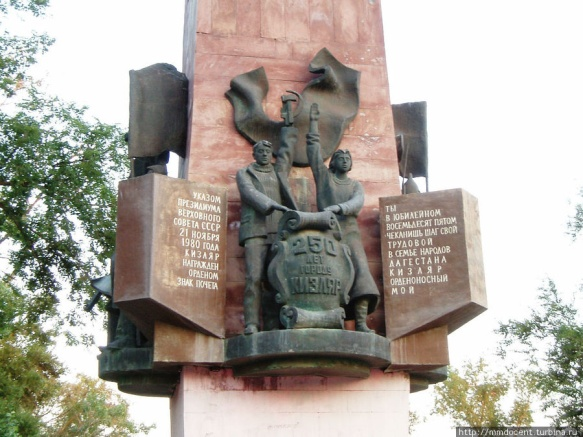 УКАЗОМ
ПРЕЗИДИУМА
ВЕРХОВНОГО
СОВЕТА СССР
21 НОЯБРЯ
1980 ГОДА
КИЗЛЯР
НАГРАЖДЕН
ОРДЕНОМ
ЗНАК ПОЧЕТА
250
ЛЕТ
ГОРОДУ
КИЗЛЯР
ТЫ
В ЮБИЛЕЙНОМ
ВОСЕМЬДЕСЯТ ПЯТОМ
ЧЕКАНИШЬ ШАГ СВОЙ
ТРУДОВОЙ
В СЕМЬЕ НАРОДОВ
ДАГЕСТАНА
КИЗЛЯР
ОРДЕНОНОСНЫЙ
МОЙ
© http://mmdocent.turbina.ru